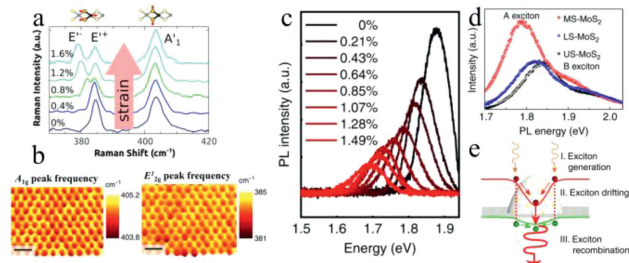 a
E'- E'+ A'1
Raman Intensity (a.u.)
1.6%
1.2%
0.8%
0.4%
0%
strain
380 400 420
Raman Shift (cm-1)
b
A1g peak frequency
cm-1
405.2
403.8
E12g peak frequency
cm-1
385
381
c
PL intensity (a.u.)
0%
0.21%
0.43%
0.64%
0.85%
1.07%
1.28%
1.49%
1.5 1.6 1.7 1.8 1.9
Energy (eV)
d
A exciton
MS-MoS2
LS-MoS2
US-MoS2
B exciton
Intensity (a.u.)
1.7 1.8 1.9 2.0
PL energy (eV)
e
I. Exciton
generation
II. Exciton drifting
III. Exciton
recombination